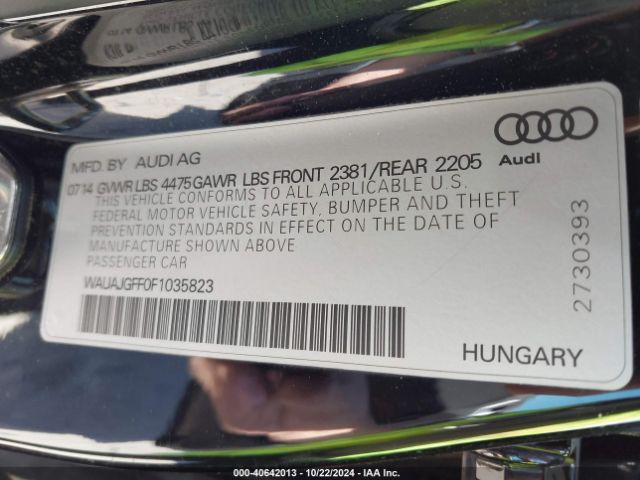 MFD. BY AUDI AG
0714 GVWR LBS 4475 GAWR LBS FRONT 2381/REAR 2205
THIS VEHICLE CONFORMS TO ALL APPLICABLE U.S.
FEDERAL MOTOR VEHICLE SAFETY, BUMPER AND THEFT
PREVENTION STANDARDS IN EFFECT ON THE DATE OF
MANUFACTURE SHOWN ABOVE
PASSENGER CAR
WAUAJGFF0F1035823
Audi
2730393
HUNGARY
000-40642013 - 10/22/2024 - IAA Inc.